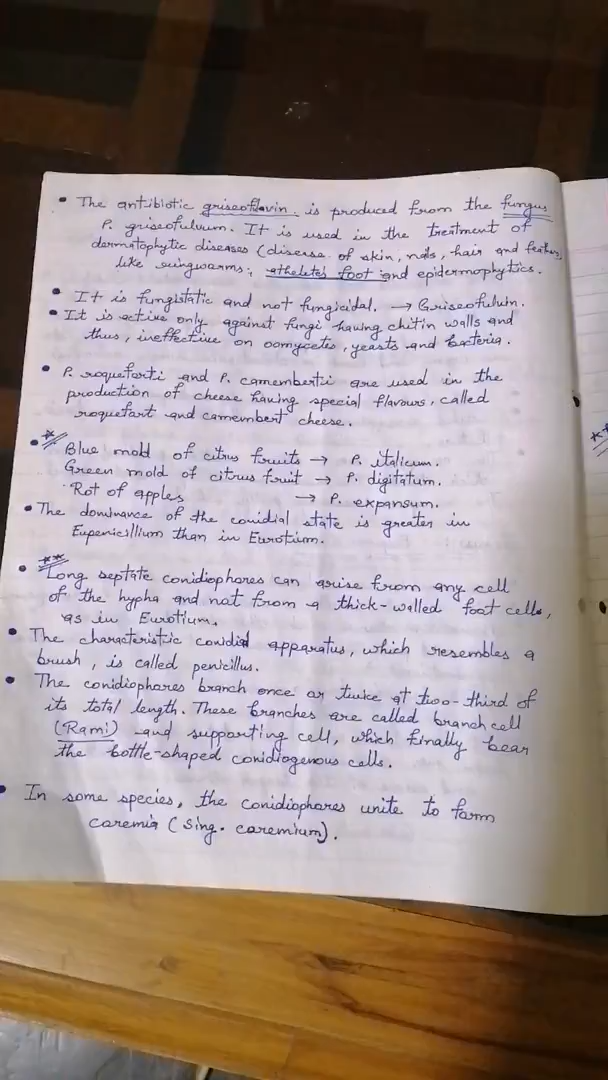 • The antibiotic griseoflavin is produced from the fungus
P. griseofulvum. It is used in the treatment of
dermatophytic diseases (disease of skin, nails, hair and feathers
like ringworms, athelete's foot and epidermophytics.
• It is fungistatic and not fungicidal. → Griseofulvin.
• It is active only against fungi having chitin walls and
thus, ineffective on oomycetes, yeasts and bacteria.
• P. roqueforti and P. camemberti are used in the
production of cheese having special flavours, called
roquefort and camembert cheese.
• ** Blue mold of citrus fruits → P. italicum.
Green mold of citrus fruit → P. digitatum.
Rot of apples → P. expansum.
• The dominance of the conidial state is greater in
Eupenicillium than in Eurotium.
• ** Long septate conidiophores can arise from any cell
of the hypha and not from a thick-walled foot cells,
as in Eurotium.
• The characteristic conidial apparatus, which resembles a
brush, is called penicillus.
• The conidiophores branch once or twice at two-third of
its total length. These branches are called branch cell
(Rami) and supporting cell, which finally bear
the bottle-shaped conidiogenous cells.
• In some species, the conidiophores unite to form
coremia (Sing. coremium).